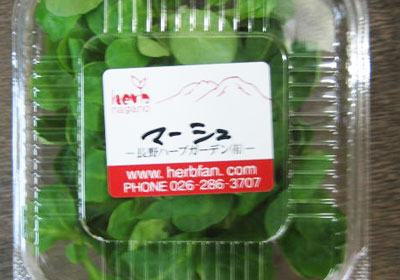 Herb
nagano
マーシュ
ー長野ハーブガーデン(有)ー
www. herbfan. com
PHONE 026-286-3707